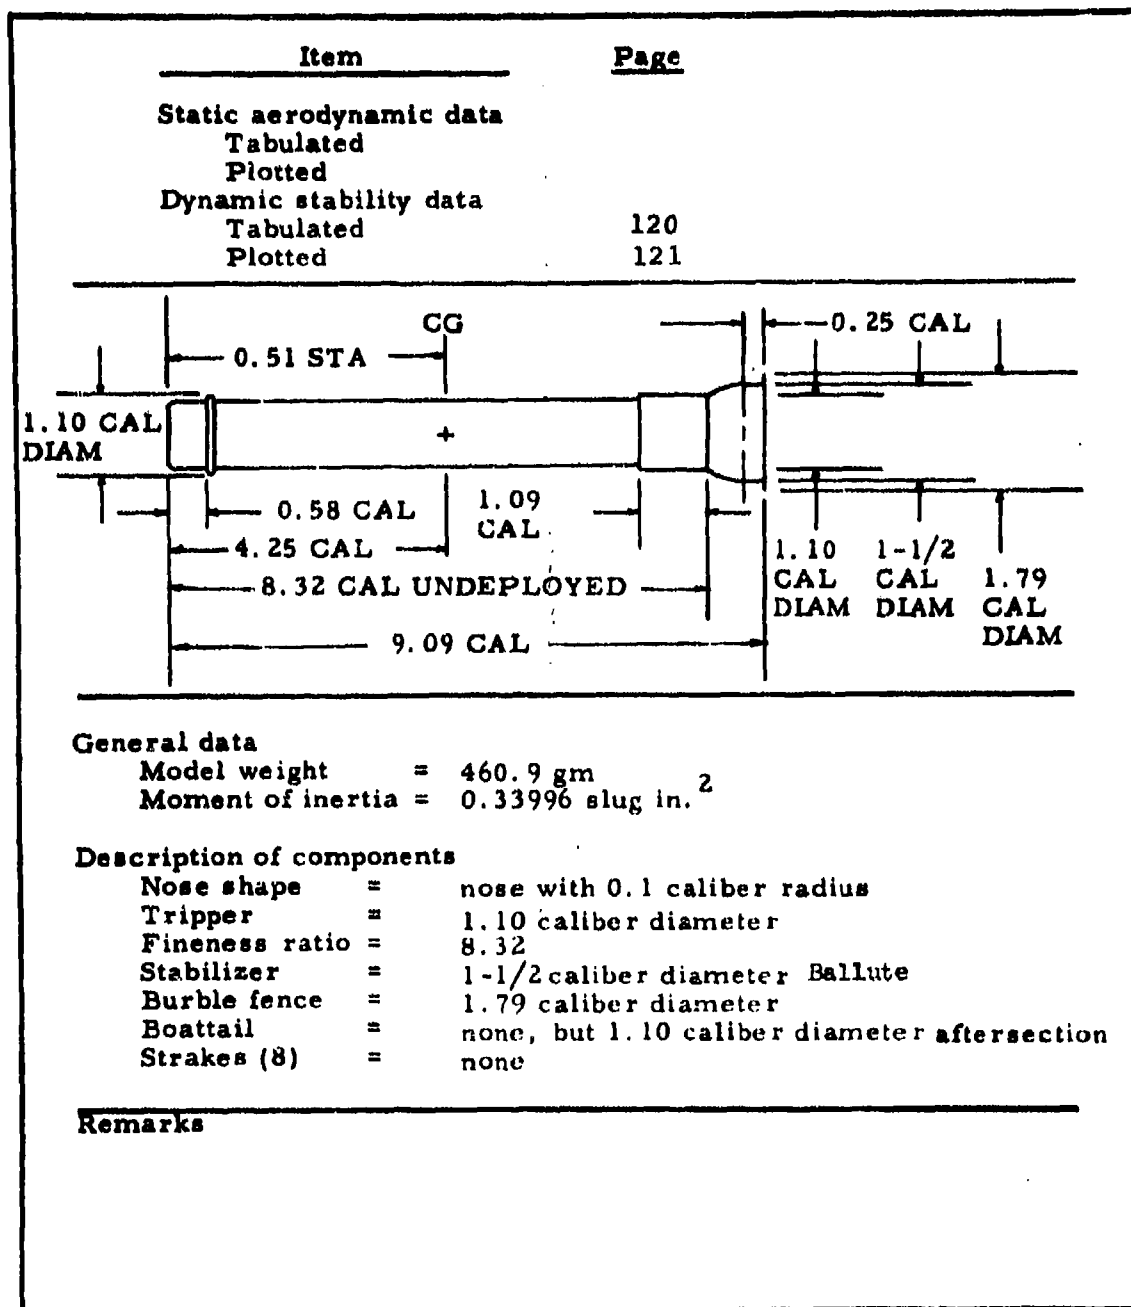 Item Page
Static aerodynamic data
Tabulated
Plotted
Dynamic stability data
Tabulated 120
Plotted 121
CG
0.25 CAL
0.51 STA
1.10 CAL
DIAM
+
0.58 CAL
1.09
CAL
4.25 CAL
8.32 CAL UNDEPLOYED
9.09 CAL
1.10
CAL
DIAM
1-1/2
CAL
DIAM
1.79
CAL
DIAM
General data
Model weight = 460.9 gm
Moment of inertia = 0.33996 slug in.²
Description of components
Nose shape = nose with 0.1 caliber radius
Tripper = 1.10 caliber diameter
Fineness ratio = 8.32
Stabilizer = 1-1/2 caliber diameter Ballute
Burble fence = 1.79 caliber diameter
Boattail = none, but 1.10 caliber diameter aftersection
Strakes (8) = none
Remarks